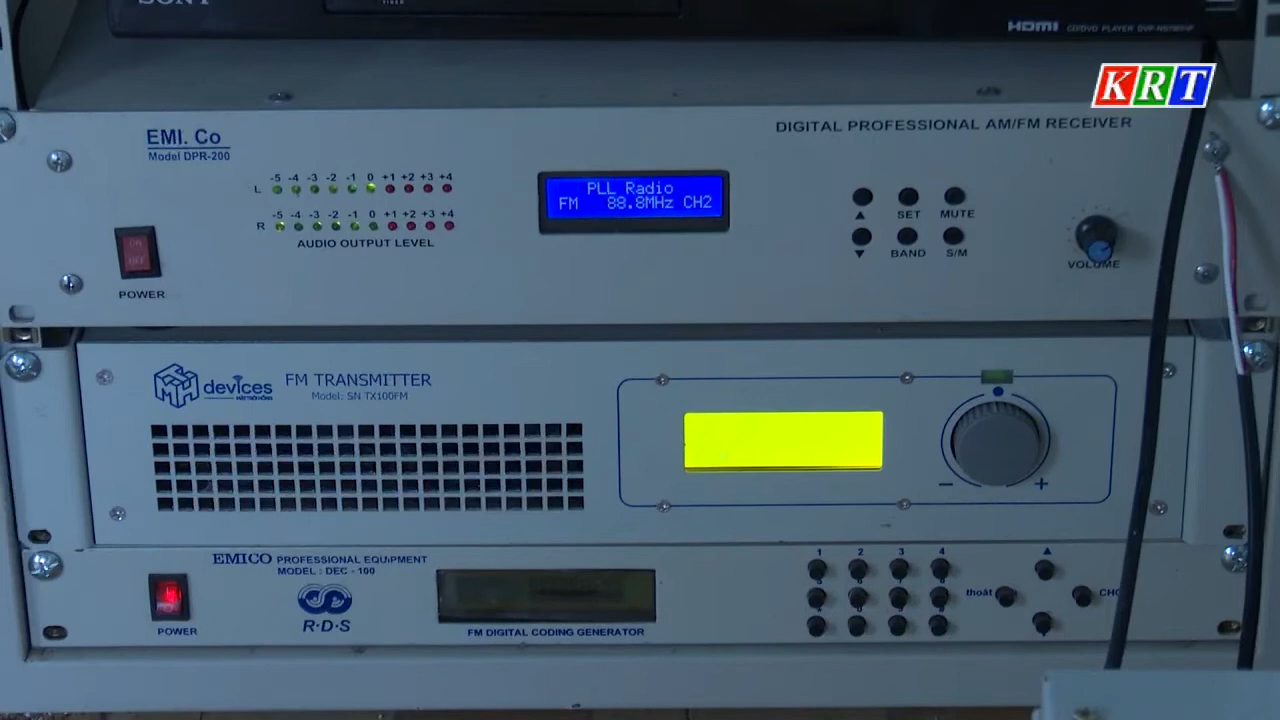 SONY
HDMI CD/DVD PLAYER
KRT
EMI. Co
Model DPR-200
DIGITAL PROFESSIONAL AM/FM RECEIVER
-5 -4 -3 -2 -1 0 +1 +2 +3 +4
L
-5 -4 -3 -2 -1 0 +1 +2 +3 +4
R
AUDIO OUTPUT LEVEL
PLL Radio
FM 88.8MHz CH2
SET MUTE
BAND S/M
VOLUME
ON
OFF
POWER
devices
FM TRANSMITTER
Model: SN TX100FM
- +
EMICO PROFESSIONAL EQUIPMENT
MODEL : DEC - 100
R·D·S
POWER
FM DIGITAL CODING GENERATOR
1 2 3 4
thoát